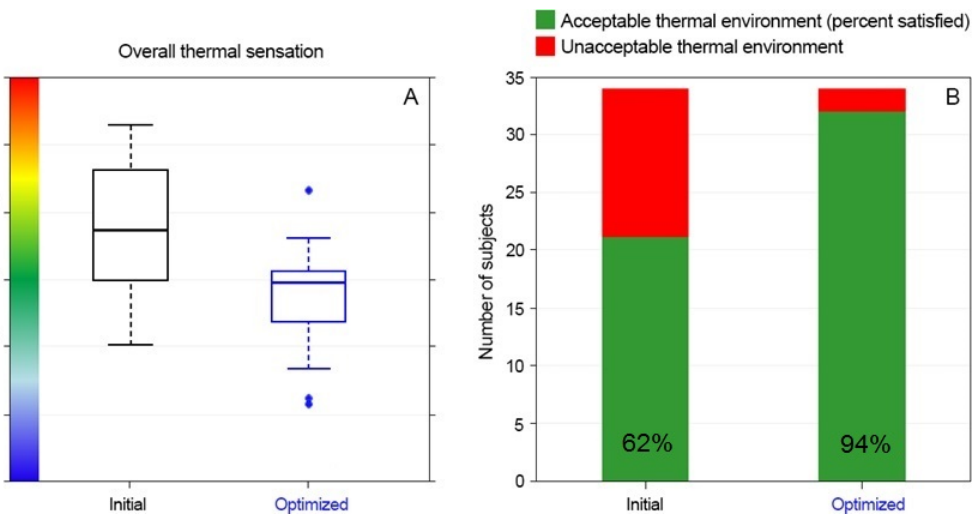 Overall thermal sensation
A
Initial
Optimized
Acceptable thermal environment (percent satisfied)
Unacceptable thermal environment
B
Number of subjects
35
30
25
20
15
10
5
0
62%
94%
Initial
Optimized